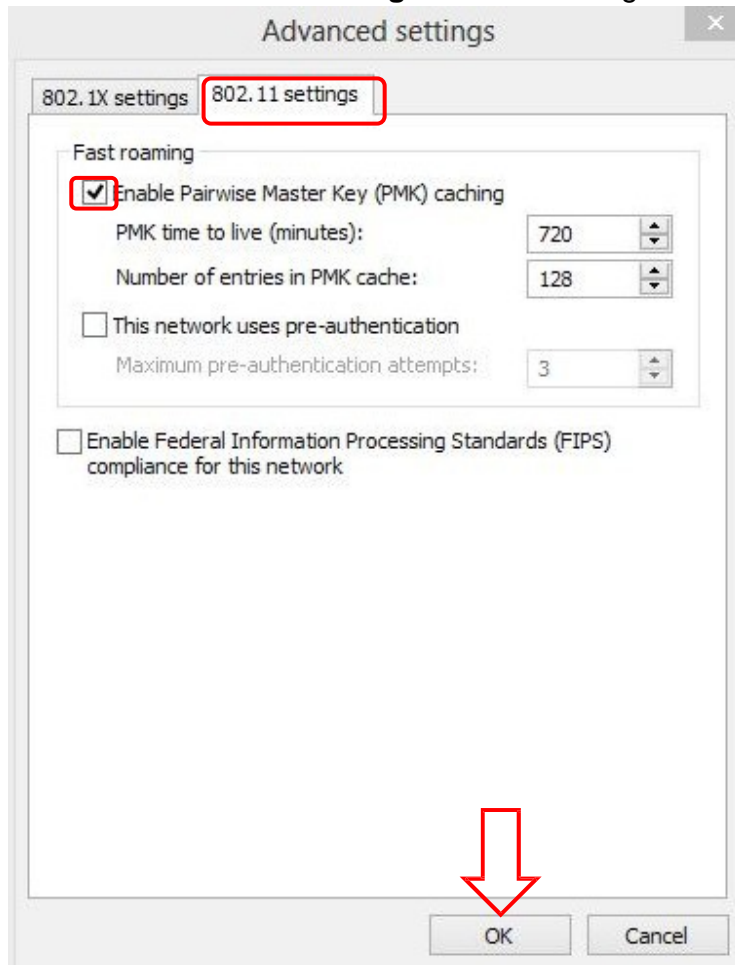 Advanced settings
802.1X settings 802.11 settings
Fast roaming
Enable Pairwise Master Key (PMK) caching
PMK time to live (minutes): 720
Number of entries in PMK cache: 128
This network uses pre-authentication
Maximum pre-authentication attempts: 3
Enable Federal Information Processing Standards (FIPS)
compliance for this network
OK Cancel